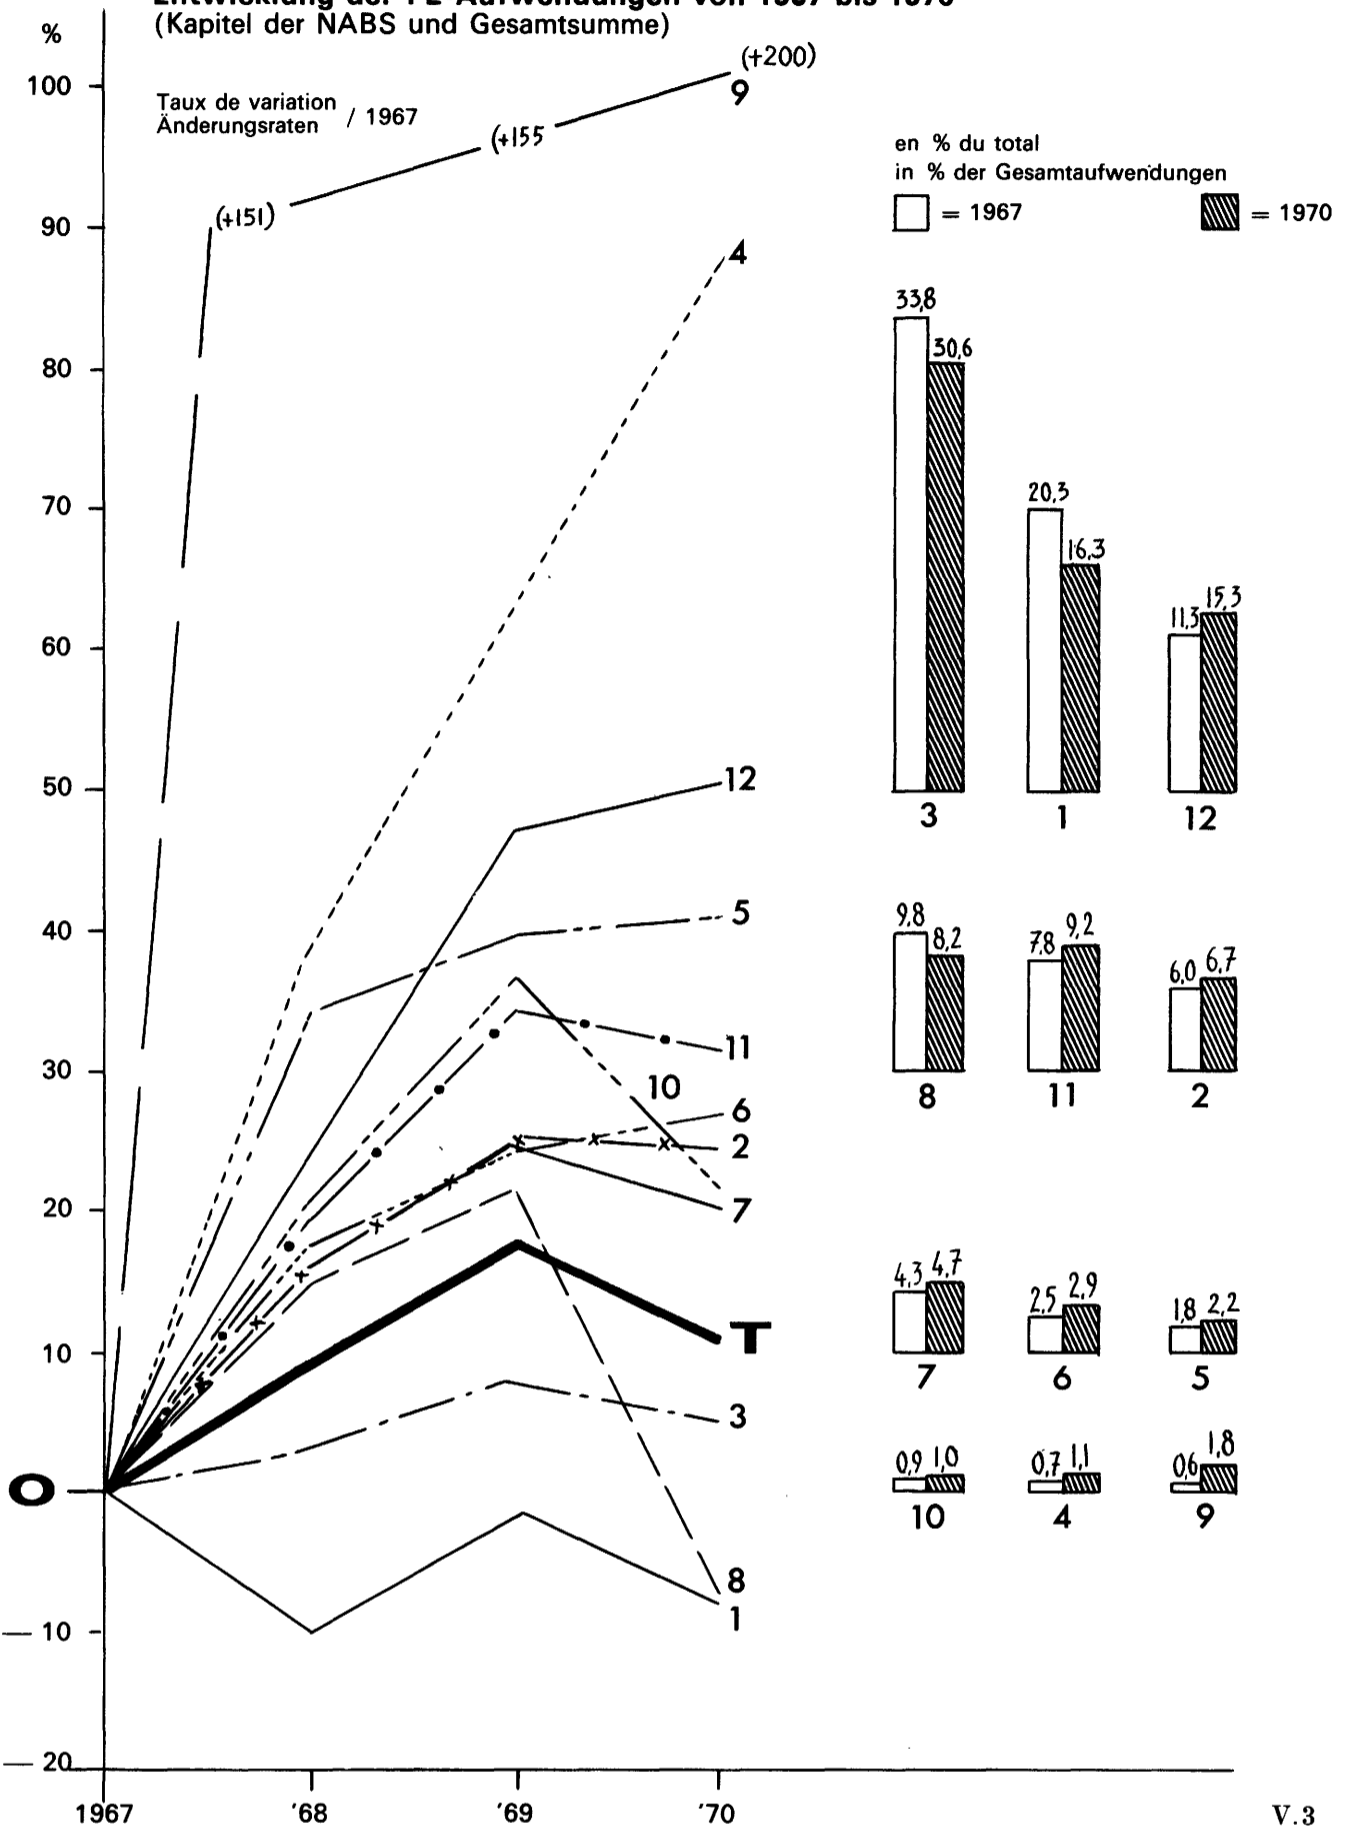 (Kapitel der NABS und Gesamtsumme)
%
Taux de variation
Änderungsraten / 1967
100
90
80
70
60
50
40
30
20
10
O
— 10
— 20
1967 '68 '69 '70
(+151)
(+155
(+200)
9
4
12
5
11
10
6
2
7
T
3
8
1
en % du total
in % der Gesamtaufwendungen
= 1967 = 1970
33,8 30,6
20,3 16,3
11,3 15,3
3 1 12
9,8 8,2
7,8 9,2
6,0 6,7
8 11 2
4,3 4,7
2,5 2,9
1,8 2,2
7 6 5
0,9 1,0
0,7 1,1
0,6 1,8
10 4 9
V.3